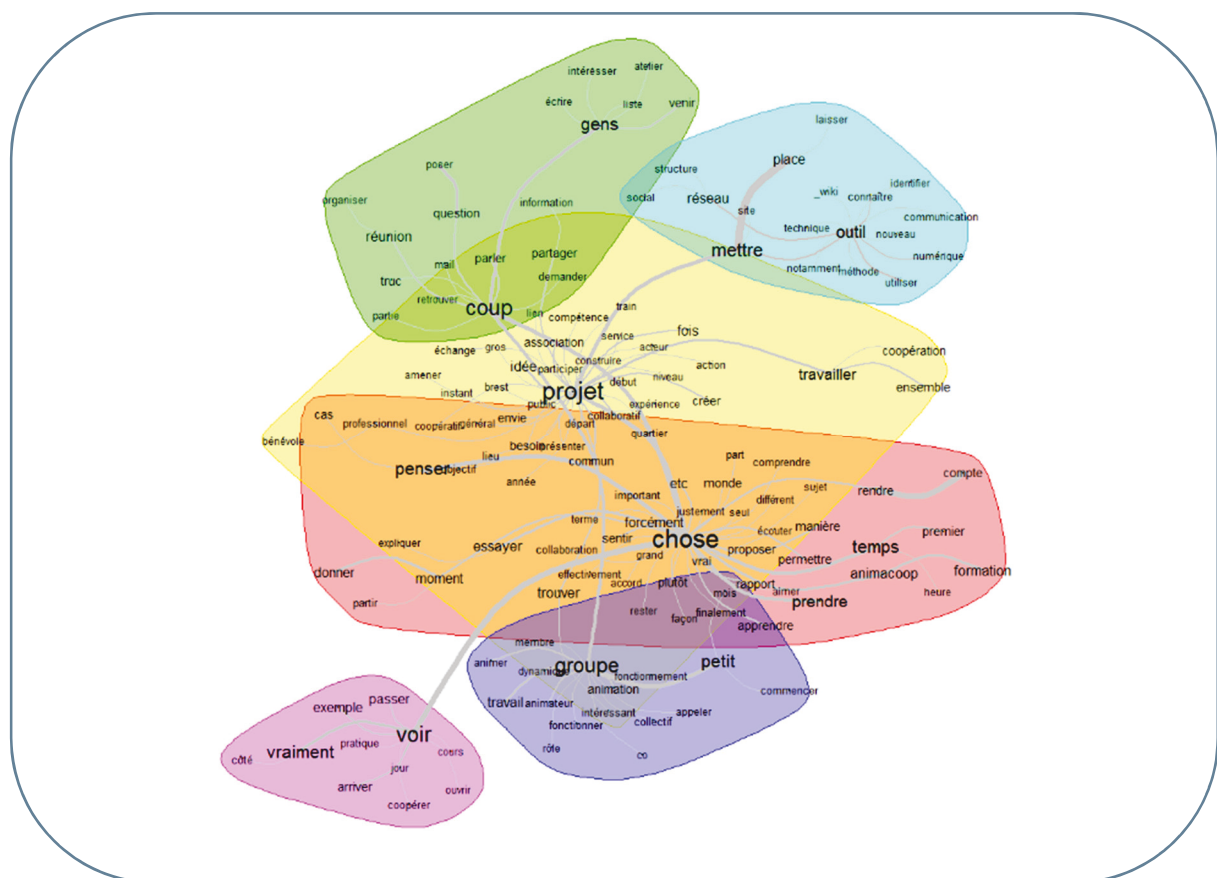 intéresser
atelier
écrire
liste
venir
gens
laisser
poser
structure
place
organiser
information
social
réseau
_wiki
connaître
identifier
question
site
communication
technique
outil
nouveau
réunion
mettre
parler
partager
numérique
mail
notamment
méthode
troc
demander
utiliser
retrouver
coup
partie
lien
train
compétence
fois
échange
gros
association
service
acteur
coopération
construire
idée
participer
action
amener
niveau
travailler
début
ensemble
instant
brest
projet
créer
public
expérience
cas
collaboratif
professionnel
coopératif
général
envie
départ
quartier
bénévole
besoin
présenter
lieu
part
penser
objectif
commun
comprendre
compte
année
etc
monde
sujet
rendre
important
différent
justement
seul
terme
forcément
écouter
manière
premier
expliquer
essayer
sentir
chose
collaboration
grand
proposer
permettre
temps
donner
moment
effectivement
vrai
animacoop
formation
accord
plutôt
rapport
trouver
mois
aimer
heure
partir
prendre
rester
façon
finalement
apprendre
membre
animer
groupe
petit
dynamique
fonctionnement
animation
commencer
travail
animateur
intéressant
appeler
fonctionner
collectif
rôte
co
exemple
passer
voir
pratique
vraiment
cours
côté
jour
arriver
ouvrir
coopérer